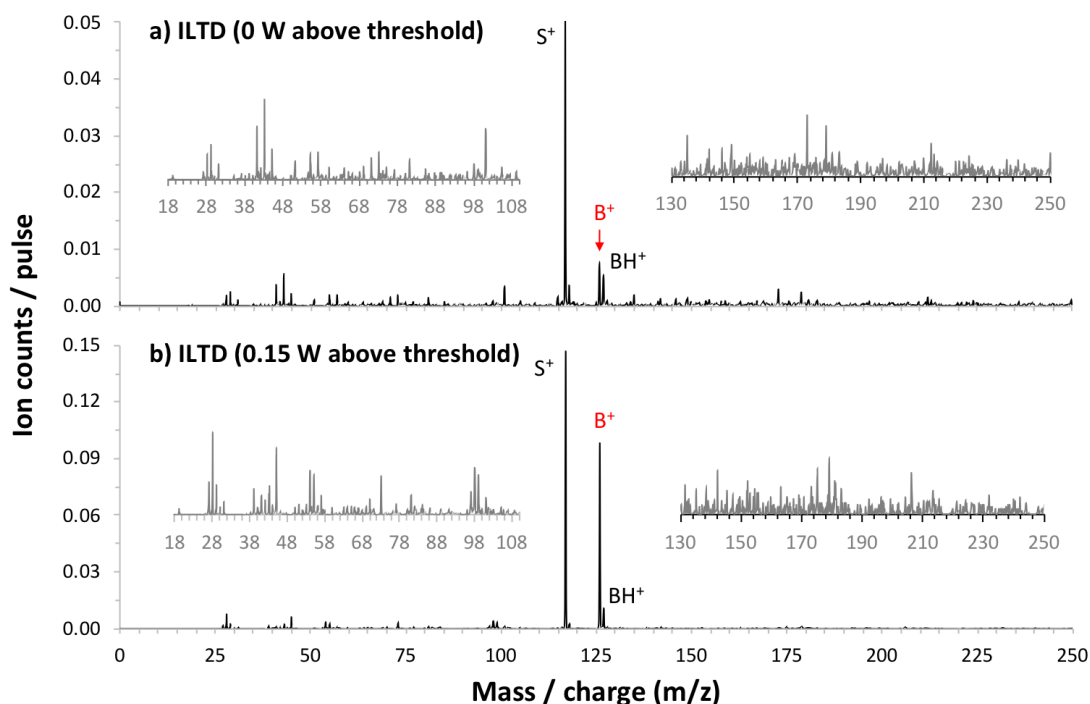 a) ILTD (0 W above threshold)
S+
B+
BH+
0.05
0.04
0.03
0.02
0.01
0.00
18 28 38 48 58 68 78 88 98 108
130 150 170 190 210 230 250
b) ILTD (0.15 W above threshold)
S+
B+
BH+
0.15
0.12
0.09
0.06
0.03
0.00
18 28 38 48 58 68 78 88 98 108
130 150 170 190 210 230 250
0 25 50 75 100 125 150 175 200 225 250
Ion counts / pulse
Mass / charge (m/z)